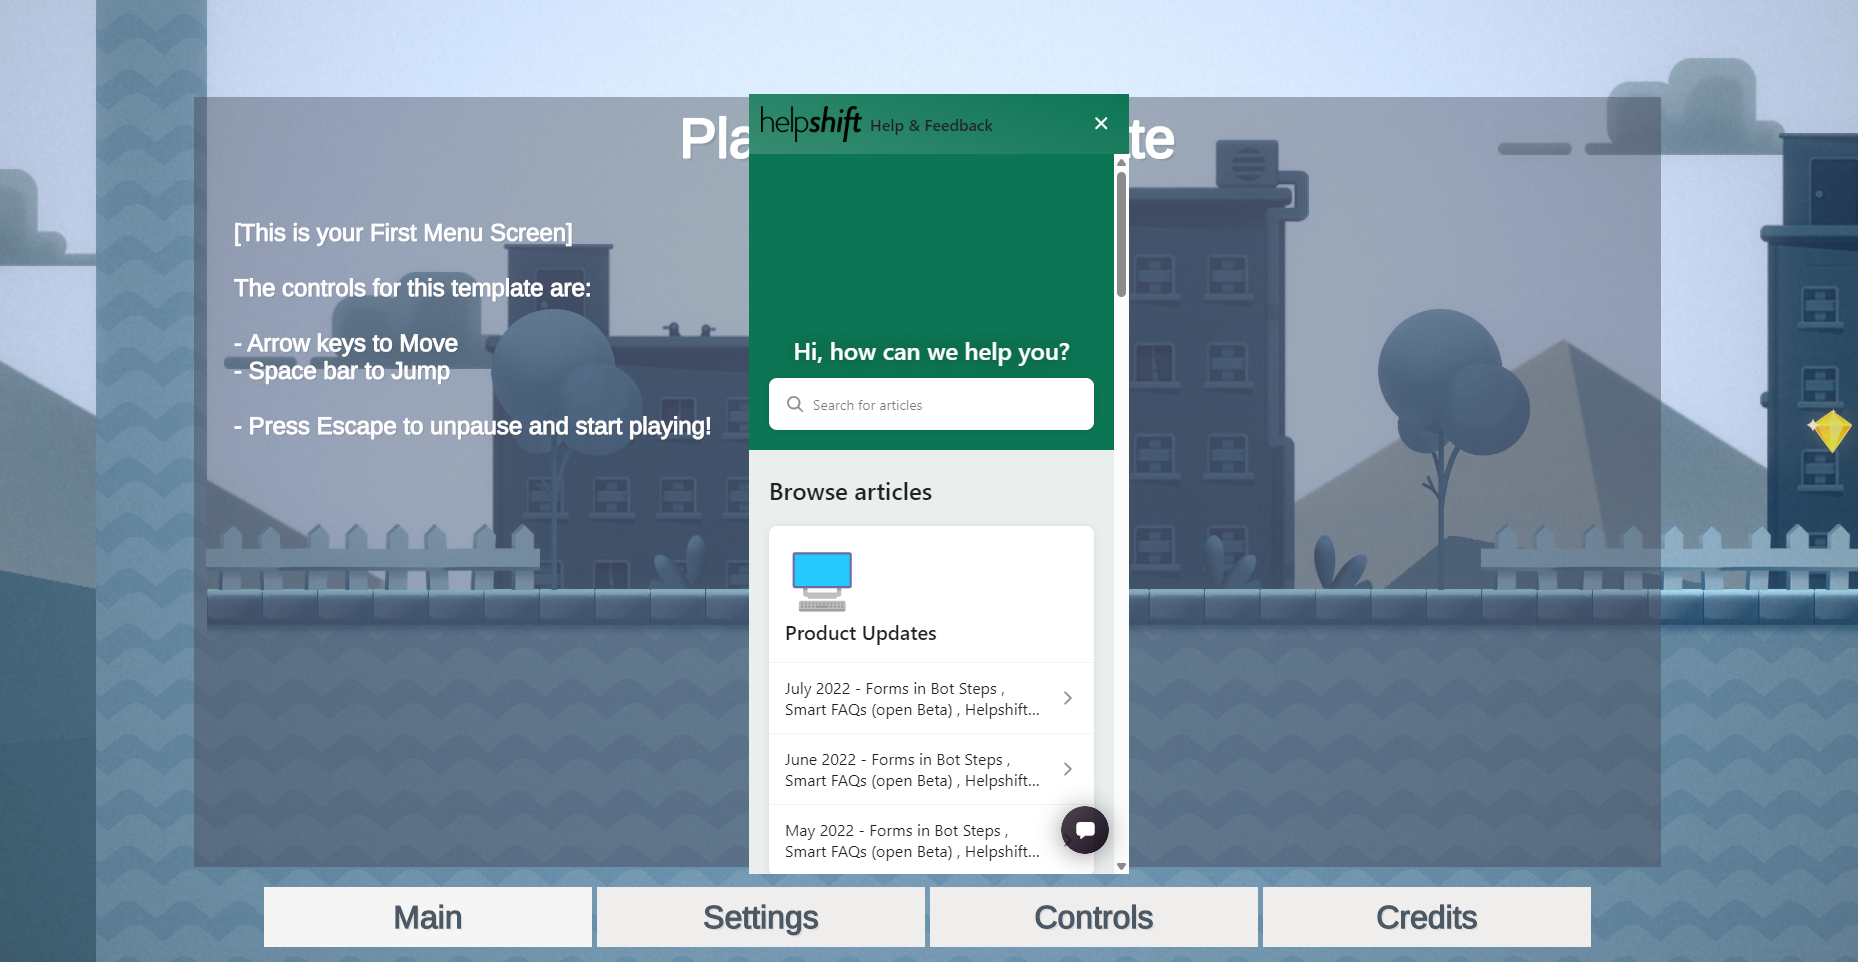 Pla
te
helpshift Help & Feedback
[This is your First Menu Screen]
The controls for this template are:
- Arrow keys to Move
- Space bar to Jump
- Press Escape to unpause and start playing!
Hi, how can we help you?
Search for articles
Browse articles
Product Updates
July 2022 - Forms in Bot Steps ,
Smart FAQs (open Beta) , Helpshift...
June 2022 - Forms in Bot Steps ,
Smart FAQs (open Beta) , Helpshift...
May 2022 - Forms in Bot Steps ,
Smart FAQs (open Beta) , Helpshift...
Main
Settings
Controls
Credits